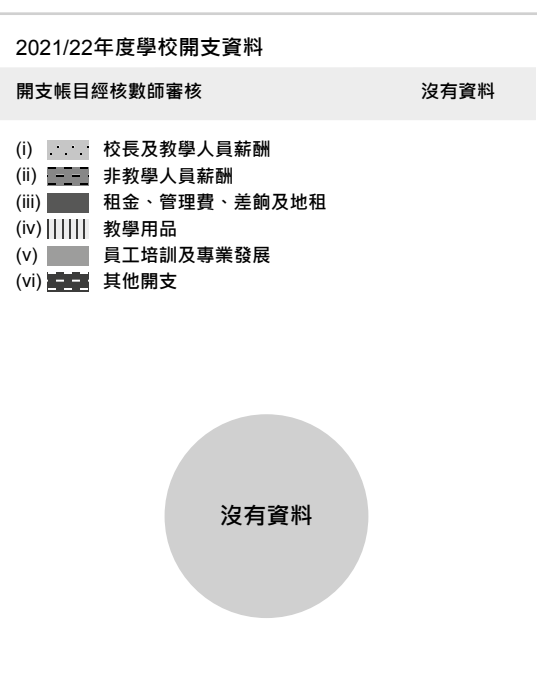 2021/22年度學校開支資料
開支帳目經核數師審核 沒有資料
(i) 校長及教學人員薪酬
(ii) 非教學人員薪酬
(iii) 租金、管理費、差餉及地租
(iv) 教學用品
(v) 員工培訓及專業發展
(vi) 其他開支
沒有資料